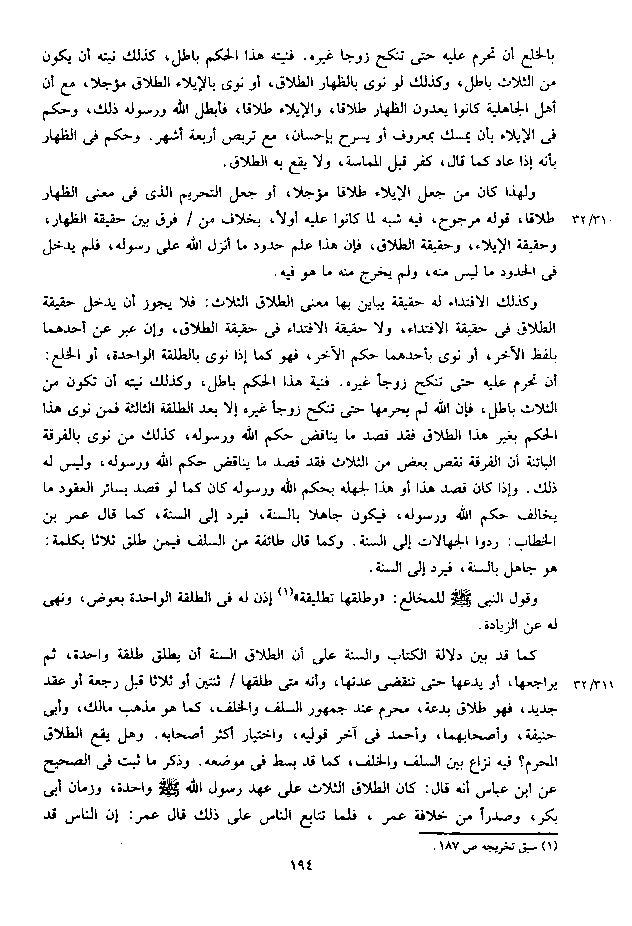 بالخلع أن تحرم عليه حتى تنكح زوجا غيره. فنيته هذا الحكم باطل، كذلك نيته أن يكون
من الثلاث باطل، وكذلك لو نوى بالظهار الطلاق، أو نوى بالإيلاء الطلاق مؤجلا، مع أن
أهل الجاهلية كانوا يعدون الظهار طلاقا، والإيلاء طلاقا، فأبطل الله ورسوله ذلك، وحكم
فى الإيلاء بأن يمسك بمعروف أو يسرح بإحسان، مع تربص أربعة أشهر. وحكم فى الظهار
بأنه إذا عاد كما قال، كفر قبل المماسة، ولا يقع به الطلاق.
ولهذا كان من جعل الإيلاء طلاقا مؤجلا، أو جعل التحريم الذى فى معنى الظهار
٣٢/٣١٠ طلاقا، قوله مرجوح، فيه شبه لما كانوا عليه أولاً، بخلاف من / فرق بين حقيقة الظهار،
وحقيقة الإيلاء، وحقيقة الطلاق، فإن هذا علم حدود ما أنزل الله على رسوله، فلم يدخل
فى الحدود ما ليس منه، ولم يخرج منه ما هو فيه.
وكذلك الافتداء له حقيقة يباين بها معنى الطلاق الثلاث: فلا يجوز أن يدخل حقيقة
الطلاق فى حقيقة الافتداء، ولا حقيقة الافتداء فى حقيقة الطلاق، وإن عبر عن أحدهما
بلفظ الآخر، أو نوى بأحدهما حكم الآخر، فهو كما إذا نوى بالطلقة الواحدة، أو الخلع:
أن تحرم عليه حتى تنكح زوجاً غيره. فنية هذا الحكم باطل، وكذلك نيته أن تكون من
الثلاث باطل، فإن الله لم يحرمها حتى تنكح زوجاً غيره إلا بعد الطلقة الثالثة فمن نوى هذا
الحكم بغير هذا الطلاق فقد قصد ما يناقض حكم الله ورسوله، كذلك من نوى بالفرقة
البائنة أن الفرقة نقص بعض من الثلاث فقد قصد ما يناقض حكم الله ورسوله، وليس له
ذلك. وإذا كان قصد هذا أو هذا لجهله بحكم الله ورسوله كان كما لو قصد بسائر العقود ما
يخالف حكم الله ورسوله، فيكون جاهلا بالسنة، فيرد إلى السنة، كما قال عمر بن
الخطاب: ردوا الجهالات إلى السنة. وكما قال طائفة من السلف فيمن طلق ثلاثا بكلمة:
هو جاهل بالسنة، فيرد إلى السنة.
وقول النبى ﷺ للمخالع: «وطلقها تطليقة»(١) إذن له فى الطلقة الواحدة بعوض، ونهى
له عن الزيادة.
كما قد بين دلالة الكتاب والسنة على أن الطلاق السنة أن يطلق طلقة واحدة، ثم
٣٢/٣١١ يراجعها، أو يدعها حتى تنقضى عدتها، وأنه متى طلقها / ثنتين أو ثلاثا قبل رجعة أو عقد
جديد، فهو طلاق بدعة، محرم عند جمهور السلف والخلف، كما هو مذهب مالك، وأبى
حنيفة، وأصحابهما، وأحمد فى آخر قوليه، واختيار أكثر أصحابه. وهل يقع الطلاق
المحرم؟ فيه نزاع بين السلف والخلف، كما قد بسط فى موضعه. وذكر ما ثبت فى الصحيح
عن ابن عباس أنه قال: كان الطلاق الثلاث على عهد رسول الله ﷺ واحدة، وزمان أبى
بكر، وصدراً من خلافة عمر ، فلما تتابع الناس على ذلك قال عمر: إن الناس قد
(١) سبق تخريجه ص ١٨٧.
١٩٤